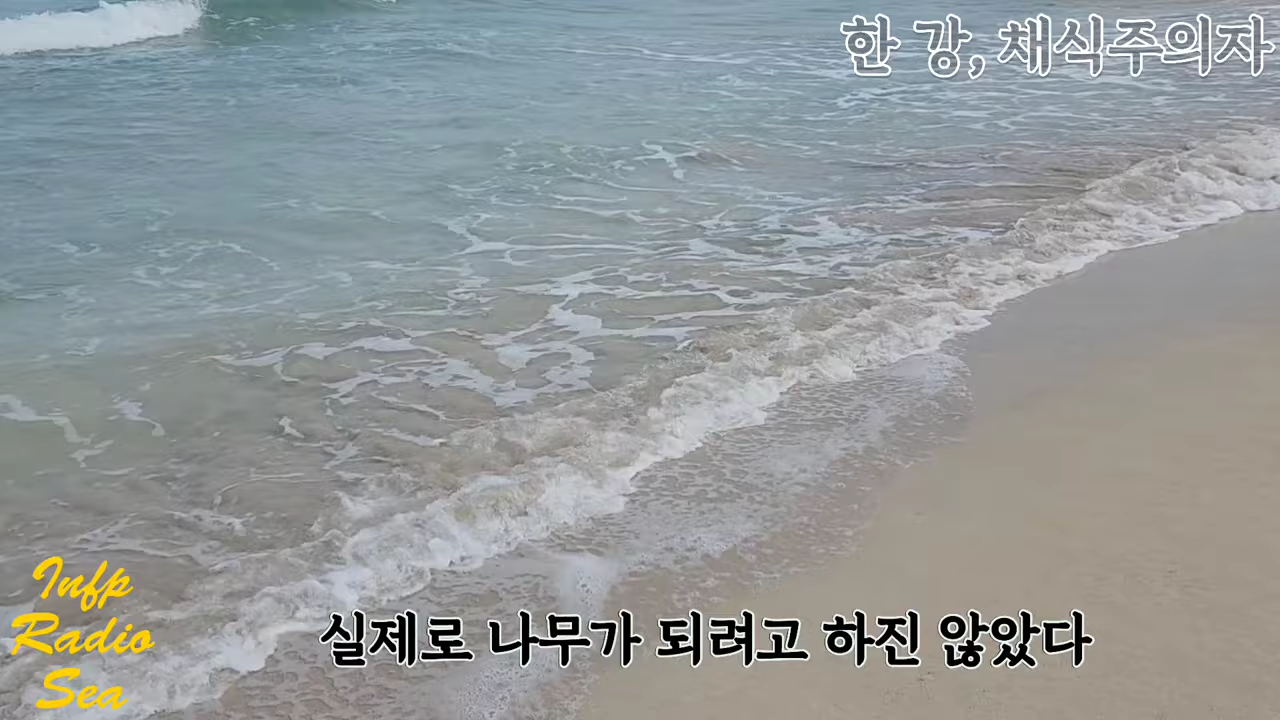 한 강, 채식주의자
실제로 나무가 되려고 하진 않았다
Infp
Radio
Sea